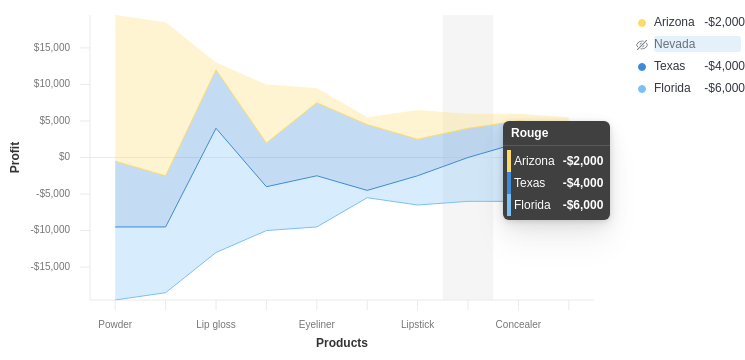 Arizona -$2,000
Nevada
Texas -$4,000
Florida -$6,000
Profit
$15,000
$10,000
$5,000
$0
-$5,000
-$10,000
-$15,000
Rouge
Arizona -$2,000
Texas -$4,000
Florida -$6,000
Powder Lip gloss Eyeliner Lipstick Concealer
Products